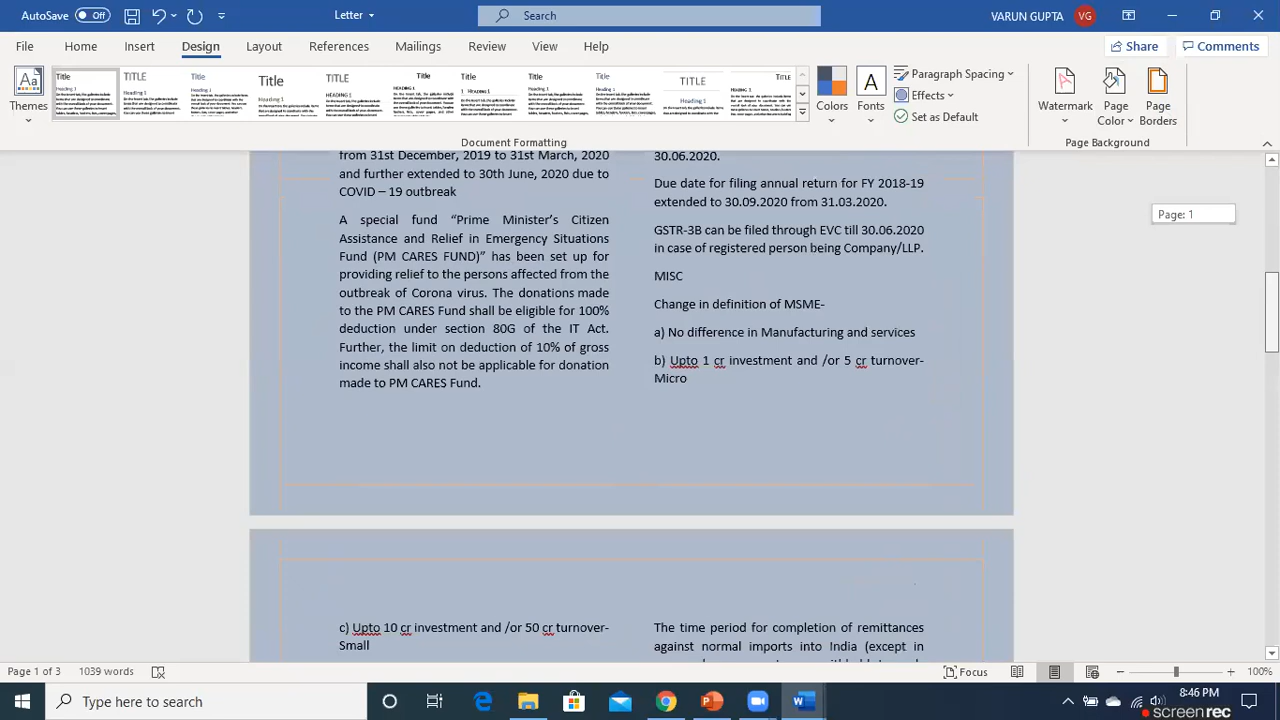 AutoSave Off Letter Search VARUN GUPTA VG
File Home Insert Design Layout References Mailings Review View Help Share Comments
Themes
Title
Heading 1
TITLE
Heading 1
Title
Heading 1
Title
Heading 1
TITLE
Title
Title
Title
Title
TITLE
Heading 1
TITLE
Colors Fonts
Paragraph Spacing
Effects
Set as Default
Watermark
Page Color
Page Borders
Document Formatting Page Background
from 31st December, 2019 to 31st March, 2020
and further extended to 30th June, 2020 due to
COVID – 19 outbreak
A special fund “Prime Minister’s Citizen
Assistance and Relief in Emergency Situations
Fund (PM CARES FUND)” has been set up for
providing relief to the persons affected from the
outbreak of Corona virus. The donations made
to the PM CARES Fund shall be eligible for 100%
deduction under section 80G of the IT Act.
Further, the limit on deduction of 10% of gross
income shall also not be applicable for donation
made to PM CARES Fund.
30.06.2020.
Due date for filing annual return for FY 2018-19
extended to 30.09.2020 from 31.03.2020.
GSTR-3B can be filed through EVC till 30.06.2020
in case of registered person being Company/LLP.
MISC
Change in definition of MSME-
a) No difference in Manufacturing and services
b) Upto 1 cr investment and /or 5 cr turnover-
Micro
Page: 1
c) Upto 10 cr investment and /or 50 cr turnover-
Small
The time period for completion of remittances
against normal imports into India (except in
Page 1 of 3 1039 words Focus 100%
Type here to search
8:46 PM
screenrec